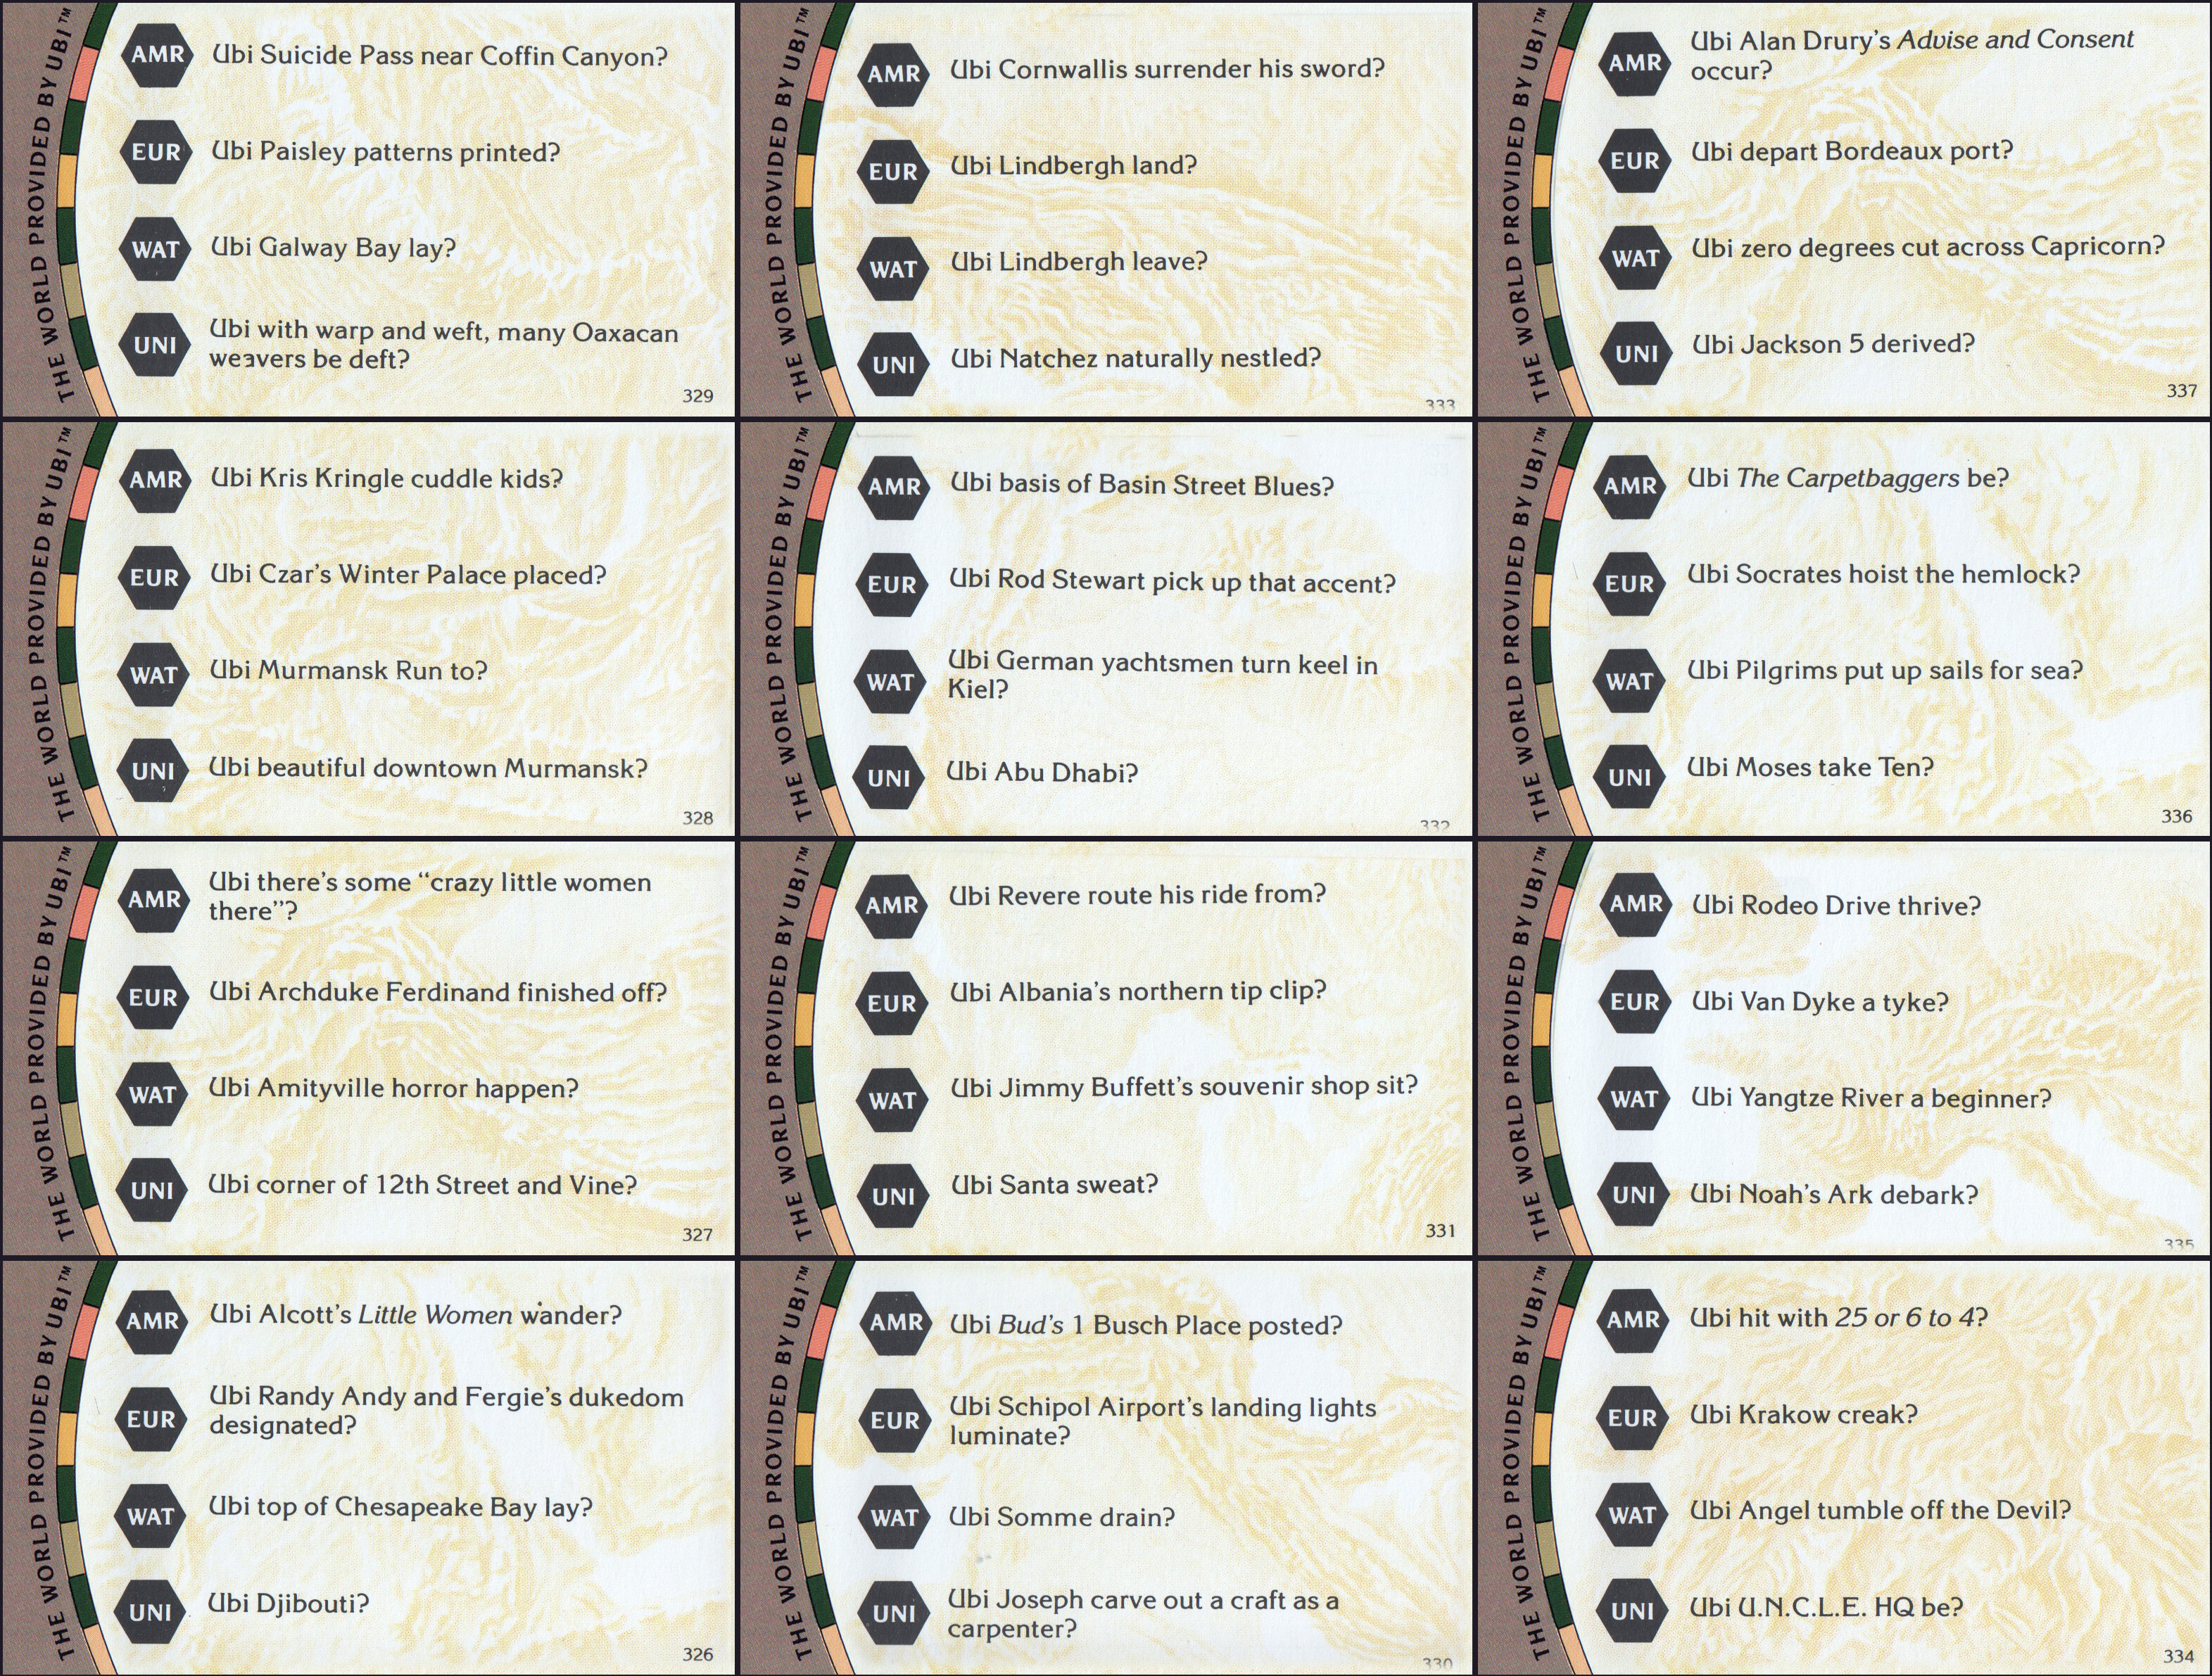 THE WORLD PROVIDED BY UBI™
AMR Ubi Suicide Pass near Coffin Canyon?
EUR Ubi Paisley patterns printed?
WAT Ubi Galway Bay lay?
UNI Ubi with warp and weft, many Oaxacan
weavers be deft?
329
THE WORLD PROVIDED BY UBI™
AMR Ubi Cornwallis surrender his sword?
EUR Ubi Lindbergh land?
WAT Ubi Lindbergh leave?
UNI Ubi Natchez naturally nestled?
333
THE WORLD PROVIDED BY UBI™
AMR Ubi Alan Drury's Advise and Consent
occur?
EUR Ubi depart Bordeaux port?
WAT Ubi zero degrees cut across Capricorn?
UNI Ubi Jackson 5 derived?
337
THE WORLD PROVIDED BY UBI™
AMR Ubi Kris Kringle cuddle kids?
EUR Ubi Czar's Winter Palace placed?
WAT Ubi Murmansk Run to?
UNI Ubi beautiful downtown Murmansk?
328
THE WORLD PROVIDED BY UBI™
AMR Ubi basis of Basin Street Blues?
EUR Ubi Rod Stewart pick up that accent?
WAT Ubi German yachtsmen turn keel in
Kiel?
UNI Ubi Abu Dhabi?
332
THE WORLD PROVIDED BY UBI™
AMR Ubi The Carpetbaggers be?
EUR Ubi Socrates hoist the hemlock?
WAT Ubi Pilgrims put up sails for sea?
UNI Ubi Moses take Ten?
336
THE WORLD PROVIDED BY UBI™
AMR Ubi there's some "crazy little women
there"?
EUR Ubi Archduke Ferdinand finished off?
WAT Ubi Amityville horror happen?
UNI Ubi corner of 12th Street and Vine?
327
THE WORLD PROVIDED BY UBI™
AMR Ubi Revere route his ride from?
EUR Ubi Albania's northern tip clip?
WAT Ubi Jimmy Buffett's souvenir shop sit?
UNI Ubi Santa sweat?
331
THE WORLD PROVIDED BY UBI™
AMR Ubi Rodeo Drive thrive?
EUR Ubi Van Dyke a tyke?
WAT Ubi Yangtze River a beginner?
UNI Ubi Noah's Ark debark?
335
THE WORLD PROVIDED BY UBI™
AMR Ubi Alcott's Little Women wander?
EUR Ubi Randy Andy and Fergie's dukedom
designated?
WAT Ubi top of Chesapeake Bay lay?
UNI Ubi Djibouti?
326
THE WORLD PROVIDED BY UBI™
AMR Ubi Bud's 1 Busch Place posted?
EUR Ubi Schipol Airport's landing lights
luminate?
WAT Ubi Somme drain?
UNI Ubi Joseph carve out a craft as a
carpenter?
330
THE WORLD PROVIDED BY UBI™
AMR Ubi hit with 25 or 6 to 4?
EUR Ubi Krakow creak?
WAT Ubi Angel tumble off the Devil?
UNI Ubi U.N.C.L.E. HQ be?
334